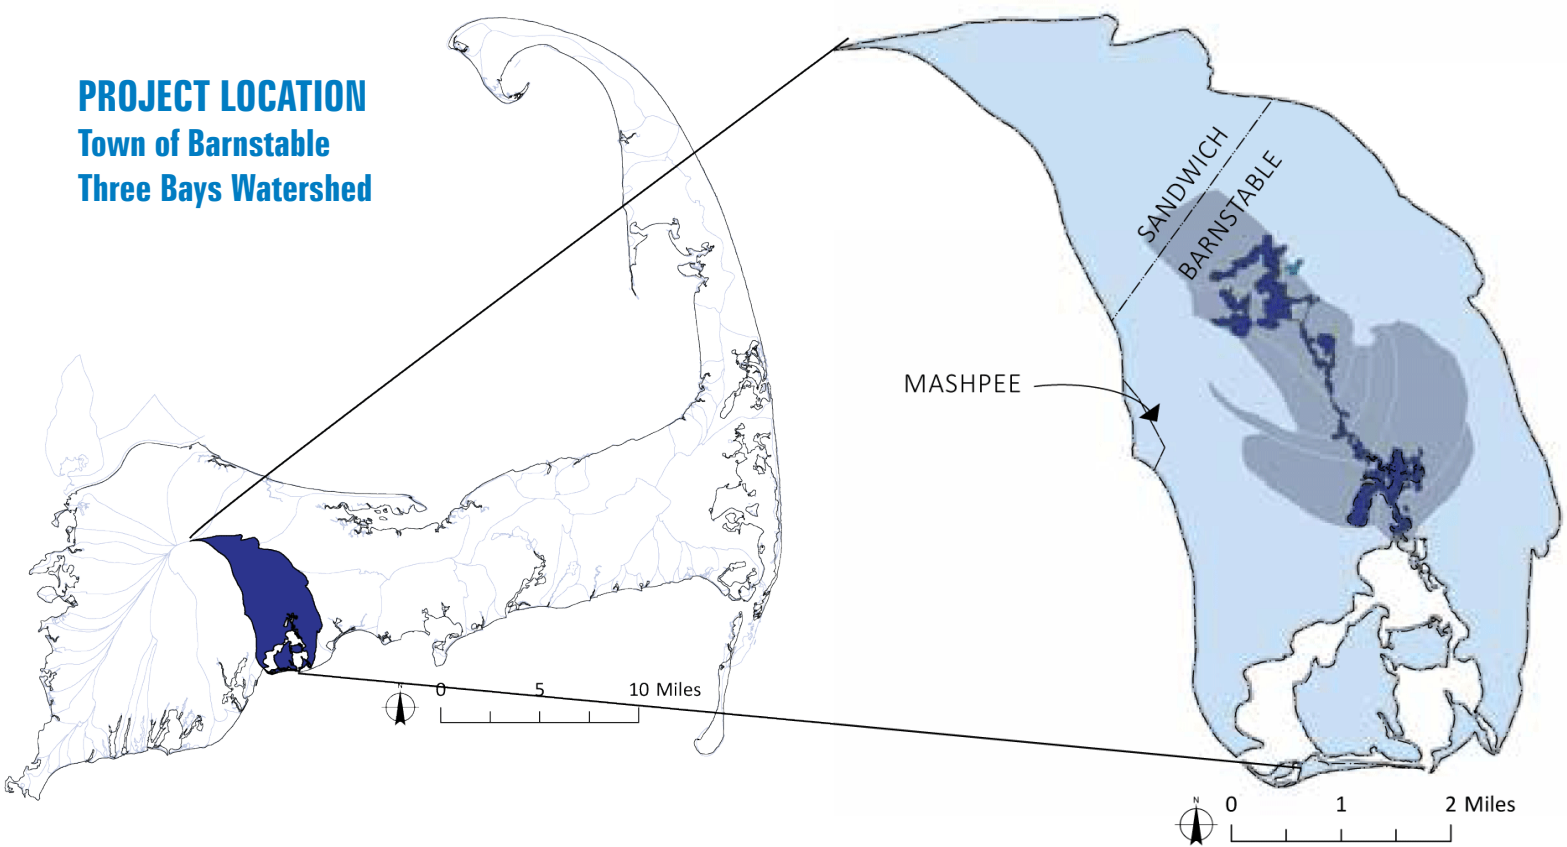 PROJECT LOCATION
Town of Barnstable
Three Bays Watershed
SANDWICH
BARNSTABLE
MASHPEE
N
0 5 10 Miles
N
0 1 2 Miles